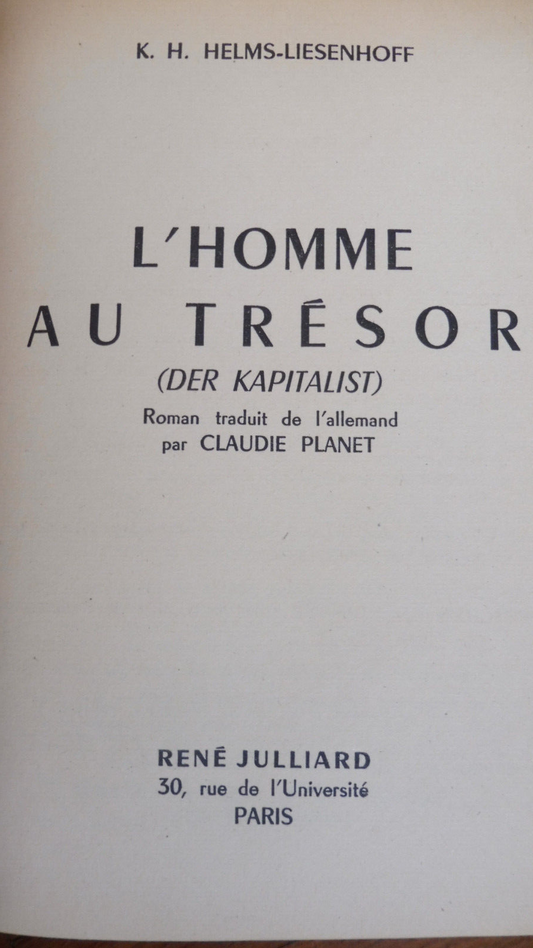 K. H. HELMS-LIESENHOFF
L'HOMME
AU TRÉSOR
(DER KAPITALIST)
Roman traduit de l'allemand
par CLAUDIE PLANET
RENÉ JULLIARD
30, rue de l'Université
PARIS